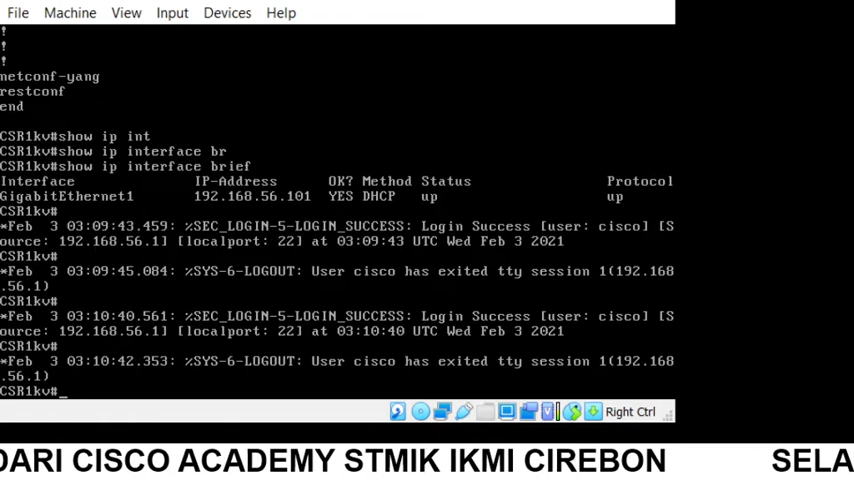 File Machine View Input Devices Help
!
!
!
netconf-yang
restconf
end
CSR1kv#show ip int
CSR1kv#show ip interface br
CSR1kv#show ip interface brief
Interface IP-Address OK? Method Status Protocol
GigabitEthernet1 192.168.56.101 YES DHCP up up
CSR1kv#
*Feb 3 03:09:43.459: %SEC_LOGIN-5-LOGIN_SUCCESS: Login Success [user: cisco] [S
ource: 192.168.56.1] [localport: 22] at 03:09:43 UTC Wed Feb 3 2021
CSR1kv#
*Feb 3 03:09:45.084: %SYS-6-LOGOUT: User cisco has exited tty session 1(192.168
.56.1)
CSR1kv#
*Feb 3 03:10:40.561: %SEC_LOGIN-5-LOGIN_SUCCESS: Login Success [user: cisco] [S
ource: 192.168.56.1] [localport: 22] at 03:10:40 UTC Wed Feb 3 2021
CSR1kv#
*Feb 3 03:10:42.353: %SYS-6-LOGOUT: User cisco has exited tty session 1(192.168
.56.1)
CSR1kv#_
Right Ctrl
DARI CISCO ACADEMY STMIK IKMI CIREBON SELA